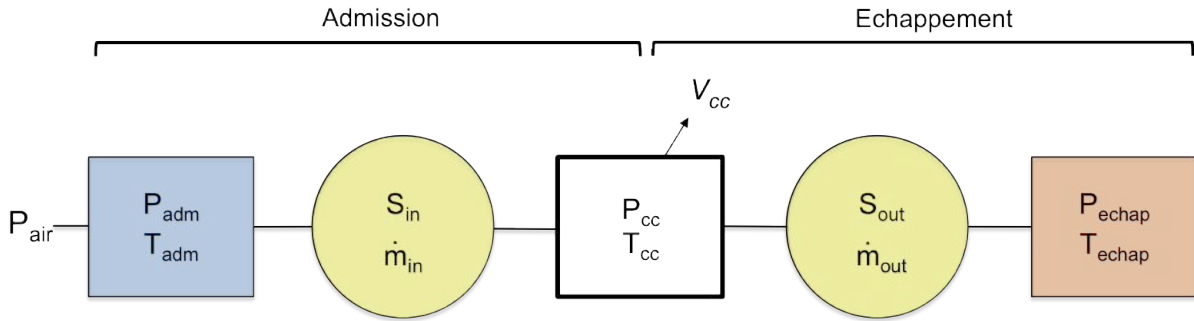 Admission
Echappement
V_cc
P_air
P_adm
T_adm
S_in
ṁ_in
P_cc
T_cc
S_out
ṁ_out
P_echap
T_echap